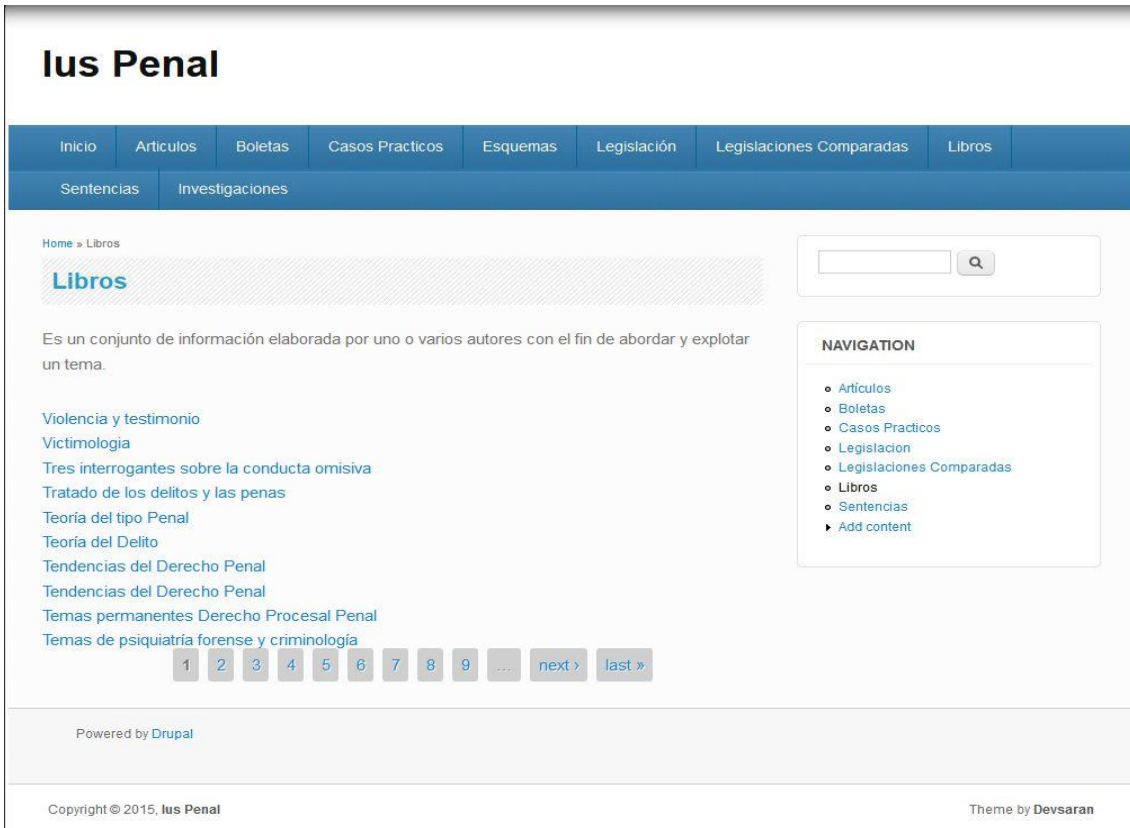 Ius Penal
Inicio Articulos Boletas Casos Practicos Esquemas Legislación Legislaciones Comparadas Libros
Sentencias Investigaciones
Home » Libros
Libros
Es un conjunto de información elaborada por uno o varios autores con el fin de abordar y explotar
un tema.
Violencia y testimonio
Victimologia
Tres interrogantes sobre la conducta omisiva
Tratado de los delitos y las penas
Teoría del tipo Penal
Teoría del Delito
Tendencias del Derecho Penal
Tendencias del Derecho Penal
Temas permanentes Derecho Procesal Penal
Temas de psiquiatría forense y criminología
1 2 3 4 5 6 7 8 9 ... next › last »
NAVIGATION
Artículos
Boletas
Casos Practicos
Legislacion
Legislaciones Comparadas
Libros
Sentencias
Add content
Powered by Drupal
Copyright © 2015, Ius Penal
Theme by Devsaran